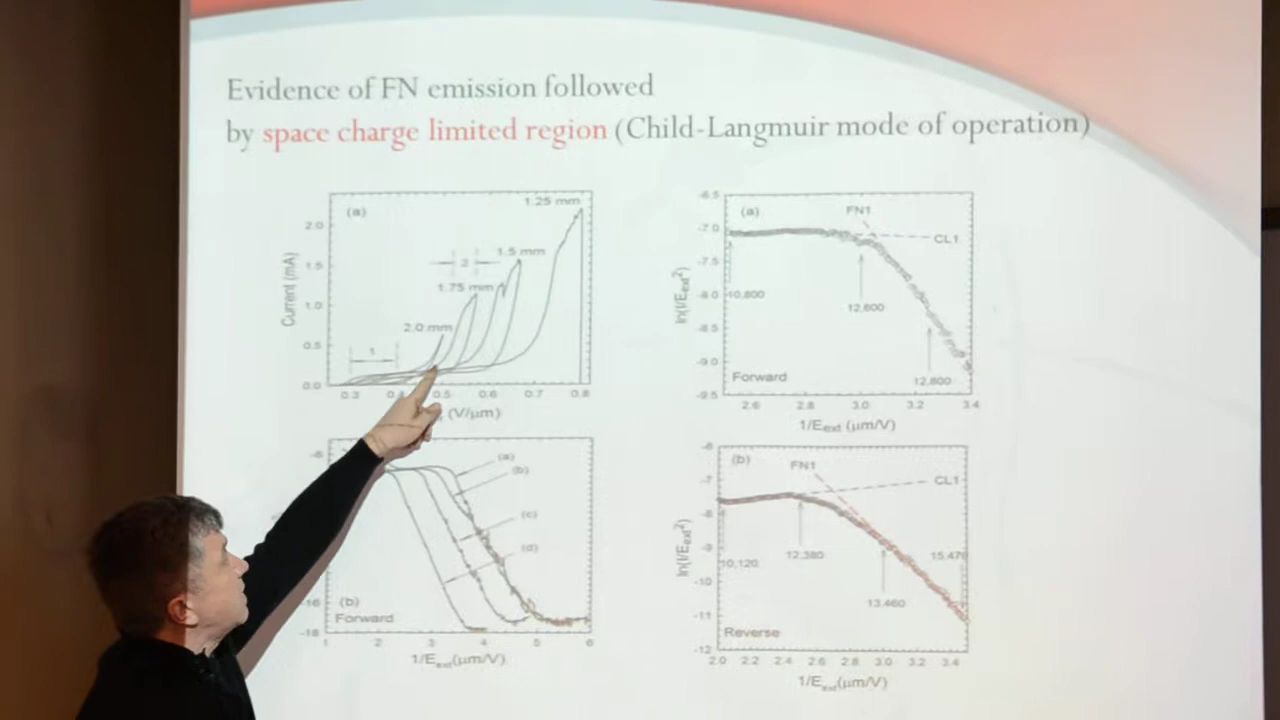 Evidence of FN emission followed
by space charge limited region (Child-Langmuir mode of operation)
(a)
1.25 mm
1.5 mm
2
1.75 mm
2.0 mm
1
Current (mA)
2.0
1.5
1.0
0.5
0.0
0.3
0.5
0.6
0.7
0.8
(V/μm)
(a)
FN1
CL1
10,800
12,600
12,800
Forward
ln(I/Eext²)
-6.5
-7.0
-7.5
-8.0
-8.5
-9.0
-9.5
2.6
2.8
3.0
3.2
3.4
1/Eext (μm/V)
(a)
(b)
(c)
(d)
(b)
Forward
-6
-16
-18
1
2
3
4
5
6
1/Eext(μm/V)
(b)
FN1
CL1
10,120
12,380
13,460
15,470
Reverse
ln(I/Eext²)
-6
-7
-8
-9
-10
-11
-12
2.0
2.2
2.4
2.6
2.8
3.0
3.2
3.4
1/Eext(μm/V)